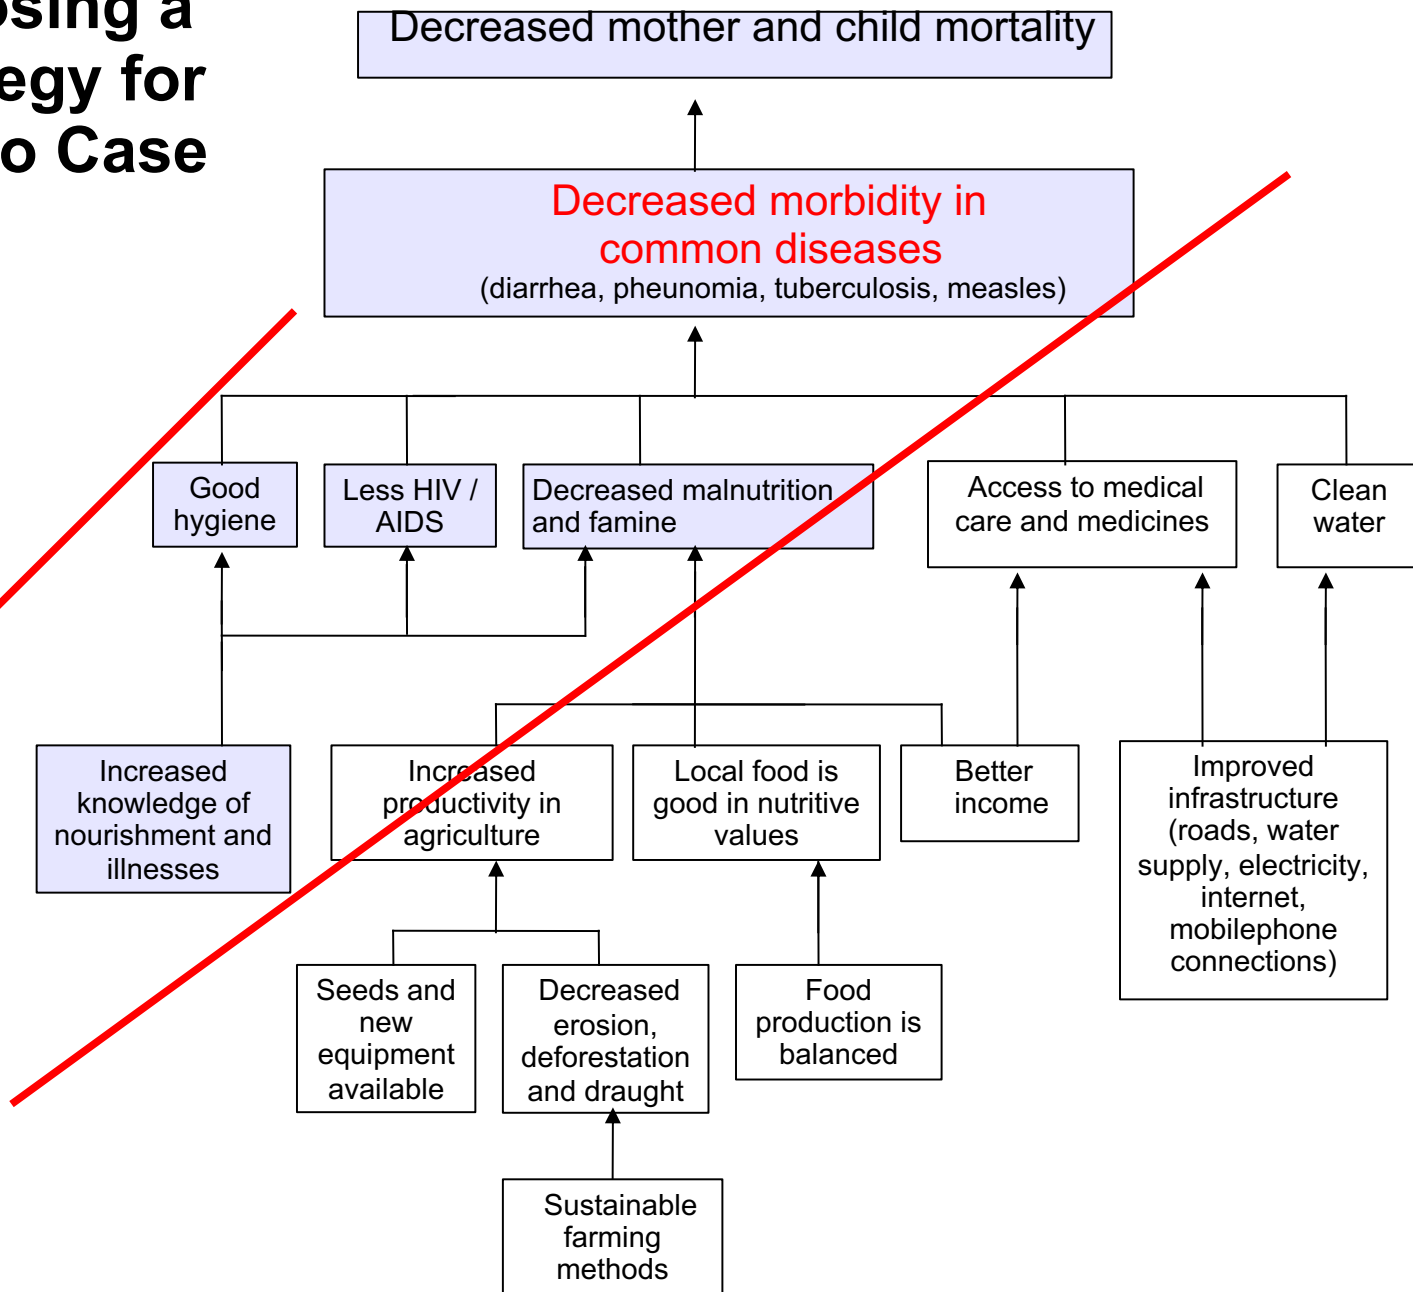 osing a
egy for
o Case
Decreased mother and child mortality
Decreased morbidity in
common diseases
(diarrhea, pheunomia, tuberculosis, measles)
Good
hygiene
Less HIV /
AIDS
Decreased malnutrition
and famine
Access to medical
care and medicines
Clean
water
Increased
knowledge of
nourishment and
illnesses
Increased
productivity in
agriculture
Local food is
good in nutritive
values
Better
income
Improved
infrastructure
(roads, water
supply, electricity,
internet,
mobilephone
connections)
Seeds and
new
equipment
available
Decreased
erosion,
deforestation
and draught
Food
production is
balanced
Sustainable
farming
methods